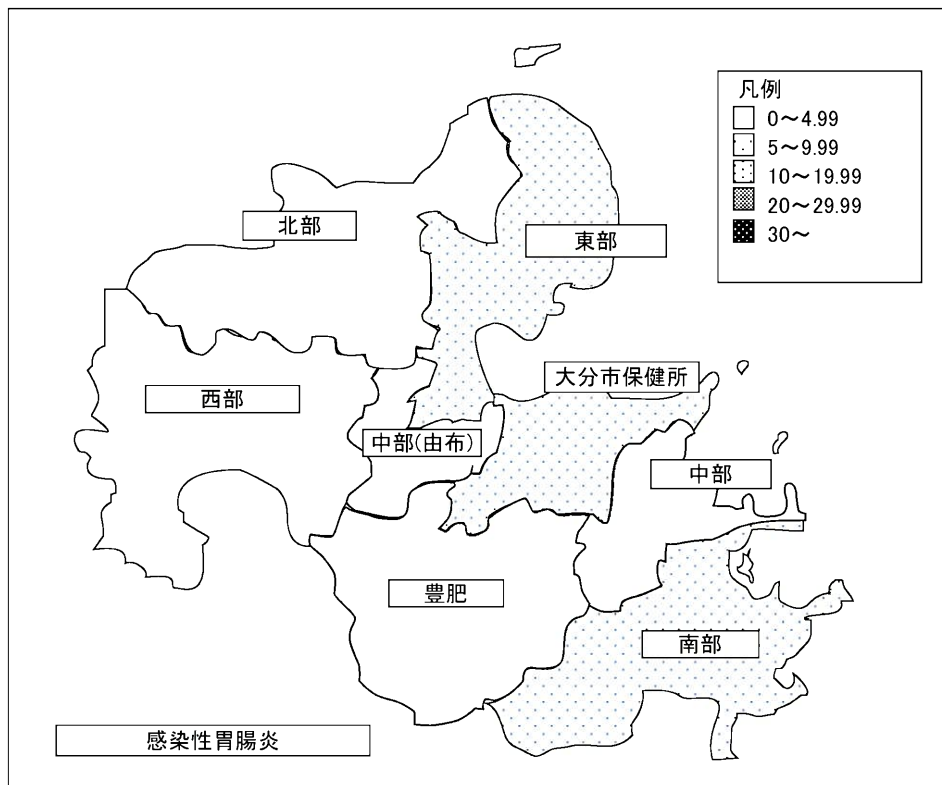 凡例
0～4.99
5～9.99
10～19.99
20～29.99
30～
北部
東部
大分市保健所
西部
中部(由布)
中部
豊肥
南部
感染性胃腸炎